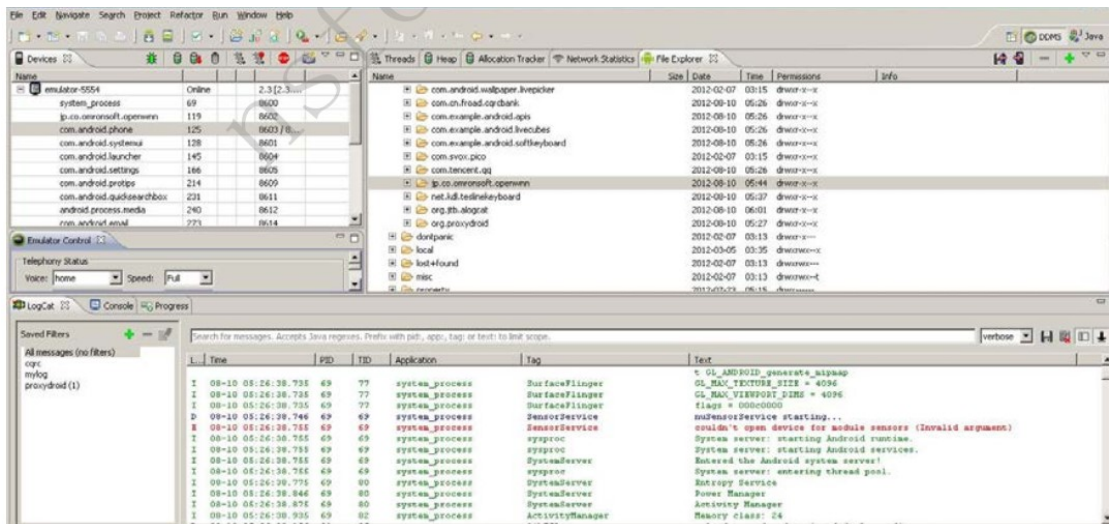 File Edit Navigate Search Project Refactor Run Window Help
DDMS Java
Devices
Threads Heap Allocation Tracker Network Statistics File Explorer
Name
emulator-5554 Online 2.3 [2.3....
system_process 69 8600
jp.co.omronsoft.openwnn 119 8602
com.android.phone 125 8603 / 8...
com.android.systemui 128 8601
com.android.launcher 145 8604
com.android.settings 166 8605
com.android.protips 214 8609
com.android.quicksearchbox 231 8611
android.process.media 240 8612
com.android.email 273 8614
Name Size Date Time Permissions Info
com.android.wallpaper.livepicker 2012-02-07 03:15 drwxr-x--x
com.cn.froad.cqrcbank 2012-08-10 05:26 drwxr-x--x
com.example.android.apis 2012-08-10 05:26 drwxr-x--x
com.example.android.livecubes 2012-08-10 05:26 drwxr-x--x
com.example.android.softkeyboard 2012-08-10 05:26 drwxr-x--x
com.svox.pico 2012-02-07 03:15 drwxr-x--x
com.tencent.qq 2012-08-10 05:26 drwxr-x--x
jp.co.omronsoft.openwnn 2012-08-10 05:44 drwxr-x--x
net.kdl.teslinekeyboard 2012-08-10 05:37 drwxr-x--x
org.jtb.alogcat 2012-08-10 06:01 drwxr-x--x
org.proxydroid 2012-08-10 05:27 drwxr-x--x
dontpanic 2012-02-07 03:13 drwxr-x---
local 2012-03-05 03:35 drwxrwx--x
lost+found 2012-02-07 03:13 drwxrwx---
misc 2012-02-07 03:13 drwxrwx--t
property 2012-07-23 05:15 drwx------
Emulator Control
Telephony Status
Voice: home Speed: Full
LogCat Console Progress
Saved Filters
All messages (no filters)
cqrc
mylog
proxydroid (1)
Search for messages. Accepts Java regexes. Prefix with pid:, app:, tag: or text: to limit scope.
verbose
L... Time PID TID Application Tag Text
t GL_ANDROID_generate_mipmap
I 08-10 05:26:38.735 69 77 system_process SurfaceFlinger GL_MAX_TEXTURE_SIZE = 4096
I 08-10 05:26:38.735 69 77 system_process SurfaceFlinger GL_MAX_VIEWPORT_DIMS = 4096
I 08-10 05:26:38.735 69 77 system_process SurfaceFlinger flags = 000c0000
D 08-10 05:26:38.746 69 69 system_process SensorService nuSensorService starting...
E 08-10 05:26:38.755 69 69 system_process SensorService couldn't open device for module sensors (Invalid argument)
I 08-10 05:26:38.755 69 69 system_process sysproc System server: starting Android runtime.
I 08-10 05:26:38.755 69 69 system_process sysproc System server: starting Android services.
I 08-10 05:26:38.755 69 69 system_process SystemServer Entered the Android system server!
I 08-10 05:26:38.765 69 69 system_process sysproc System server: entering thread pool.
I 08-10 05:26:38.775 69 80 system_process SystemServer Entropy Service
I 08-10 05:26:38.846 69 80 system_process SystemServer Power Manager
I 08-10 05:26:38.875 69 80 system_process SystemServer Activity Manager
I 08-10 05:26:38.935 69 82 system_process ActivityManager Memory class: 24